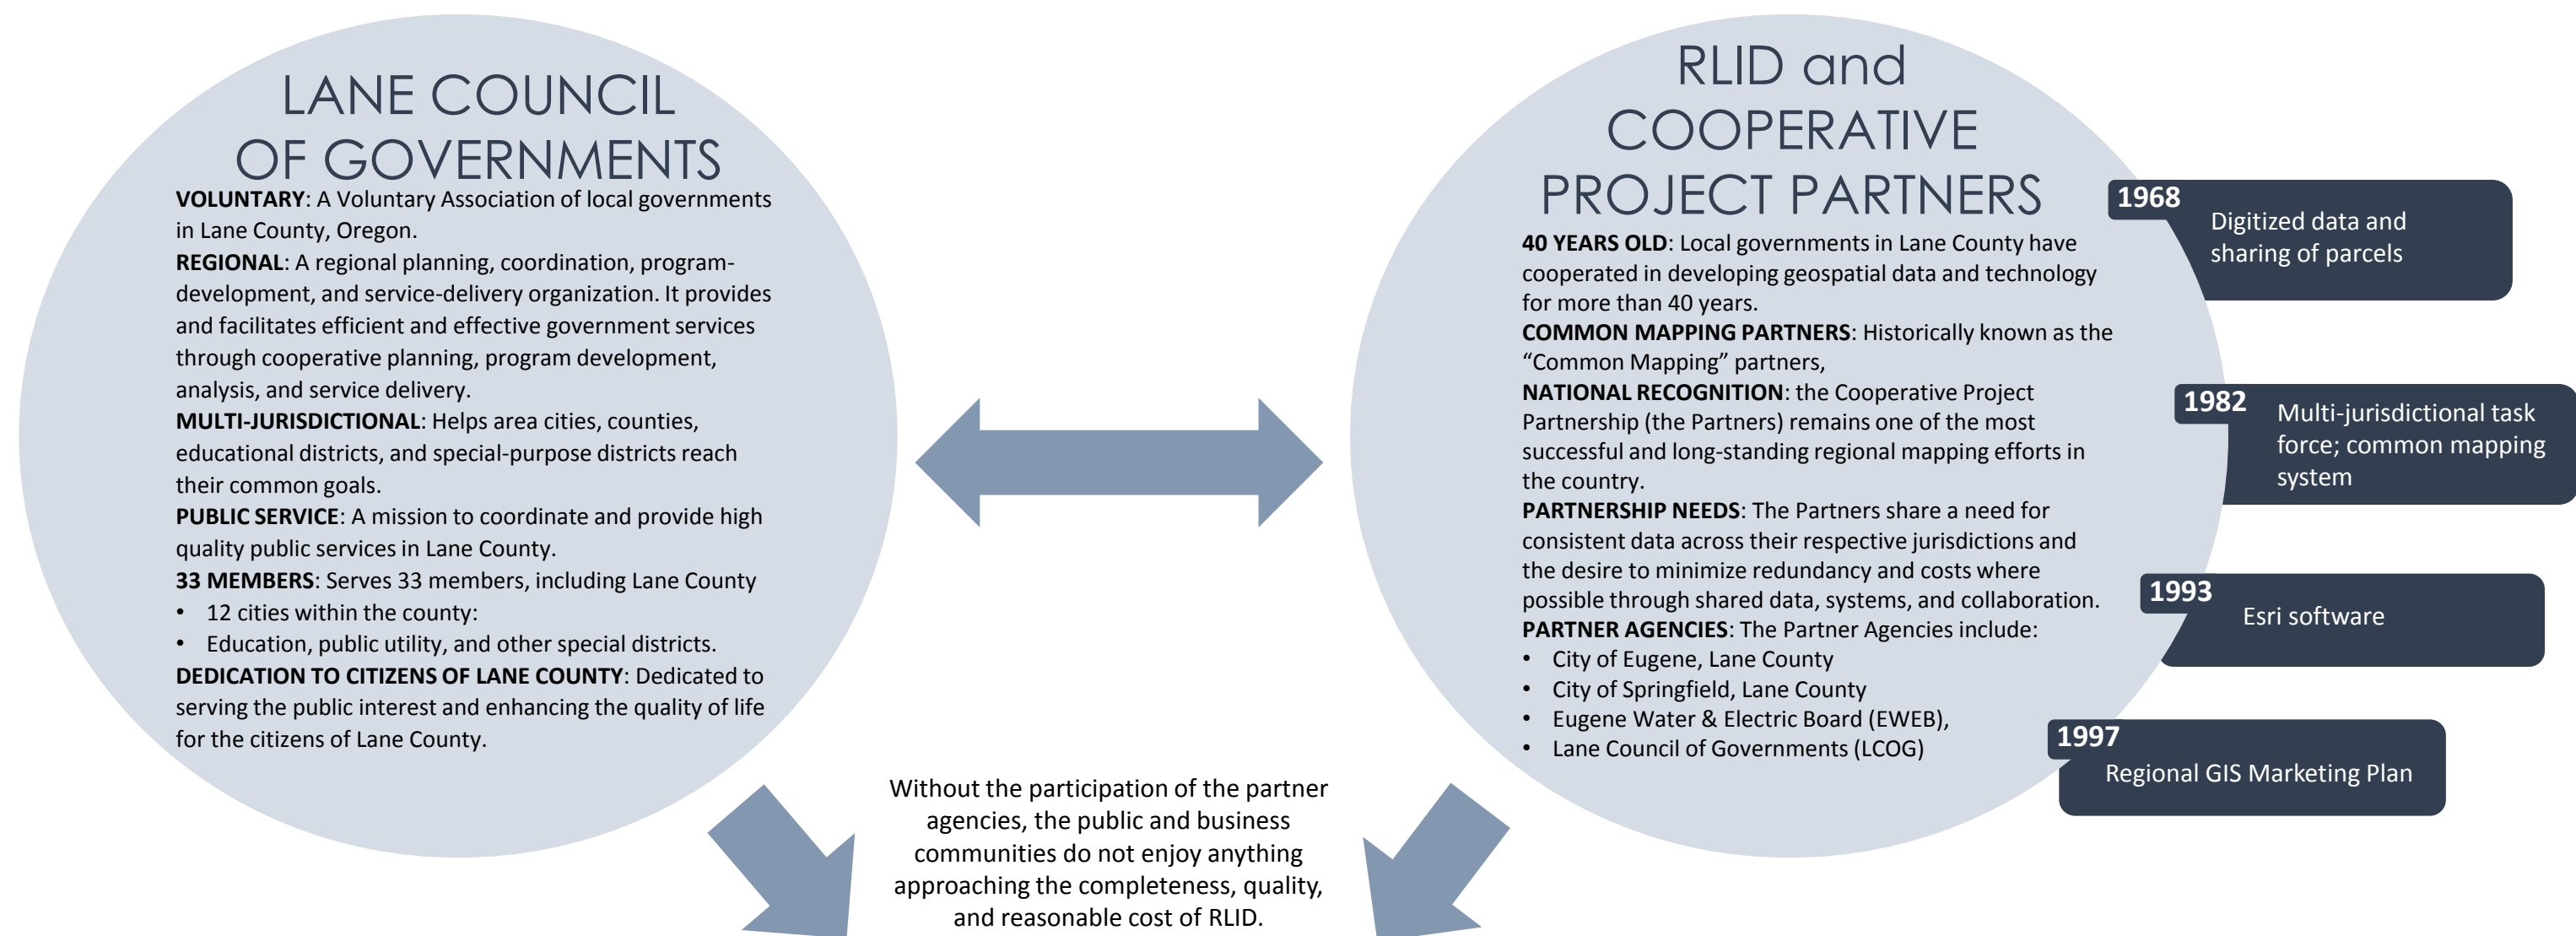 LANE COUNCIL
OF GOVERNMENTS
VOLUNTARY: A Voluntary Association of local governments
in Lane County, Oregon.
REGIONAL: A regional planning, coordination, program-
development, and service-delivery organization. It provides
and facilitates efficient and effective government services
through cooperative planning, program development,
analysis, and service delivery.
MULTI-JURISDICTIONAL: Helps area cities, counties,
educational districts, and special-purpose districts reach
their common goals.
PUBLIC SERVICE: A mission to coordinate and provide high
quality public services in Lane County.
33 MEMBERS: Serves 33 members, including Lane County
• 12 cities within the county:
• Education, public utility, and other special districts.
DEDICATION TO CITIZENS OF LANE COUNTY: Dedicated to
serving the public interest and enhancing the quality of life
for the citizens of Lane County.
Without the participation of the partner
agencies, the public and business
communities do not enjoy anything
approaching the completeness, quality,
and reasonable cost of RLID.
RLID and
COOPERATIVE
PROJECT PARTNERS
40 YEARS OLD: Local governments in Lane County have
cooperated in developing geospatial data and technology
for more than 40 years.
COMMON MAPPING PARTNERS: Historically known as the
“Common Mapping” partners,
NATIONAL RECOGNITION: the Cooperative Project
Partnership (the Partners) remains one of the most
successful and long-standing regional mapping efforts in
the country.
PARTNERSHIP NEEDS: The Partners share a need for
consistent data across their respective jurisdictions and
the desire to minimize redundancy and costs where
possible through shared data, systems, and collaboration.
PARTNER AGENCIES: The Partner Agencies include:
• City of Eugene, Lane County
• City of Springfield, Lane County
• Eugene Water & Electric Board (EWEB),
• Lane Council of Governments (LCOG)
1968
Digitized data and
sharing of parcels
1982
Multi-jurisdictional task
force; common mapping
system
1993
Esri software
1997
Regional GIS Marketing Plan